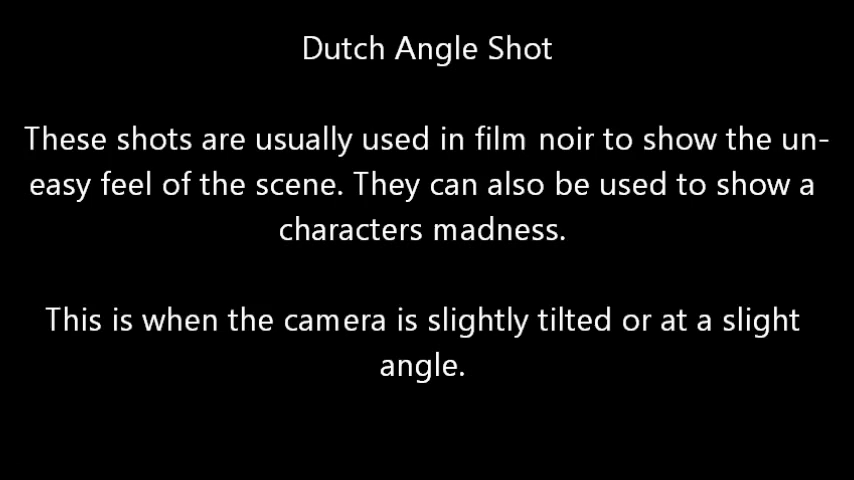 Dutch Angle Shot
These shots are usually used in film noir to show the un-
easy feel of the scene. They can also be used to show a
characters madness.
This is when the camera is slightly tilted or at a slight
angle.